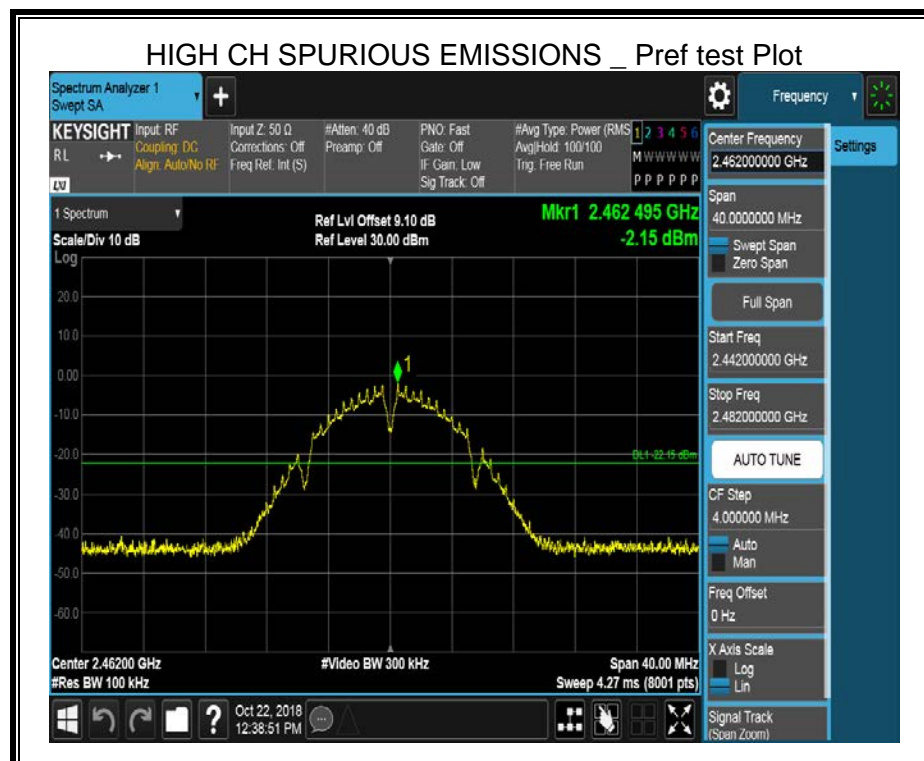 HIGH CH SPURIOUS EMISSIONS _ Pref test Plot
Spectrum Analyzer 1
Swept SA
+
Frequency
KEYSIGHT
RL
LXI
Input: RF
Coupling: DC
Align: Auto/No RF
Input Z: 50 Ω
Corrections: Off
Freq Ref: Int (S)
#Atten: 40 dB
Preamp: Off
PNO: Fast
Gate: Off
IF Gain: Low
Sig Track: Off
#Avg Type: Power (RMS
Avg|Hold: 100/100
Trig: Free Run
1 2 3 4 5 6
M W W W W W
P P P P P P
Center Frequency
2.462000000 GHz
Settings
Span
40.0000000 MHz
Swept Span
Zero Span
Full Span
Start Freq
2.442000000 GHz
Stop Freq
2.482000000 GHz
AUTO TUNE
CF Step
4.000000 MHz
Auto
Man
Freq Offset
0 Hz
X Axis Scale
Log
Lin
Signal Track
(Span Zoom)
1 Spectrum
Scale/Div 10 dB
Log
Ref Lvl Offset 9.10 dB
Ref Level 30.00 dBm
Mkr1 2.462 495 GHz
-2.15 dBm
20.0
10.0
0.00
-10.0
-20.0
-30.0
-40.0
-50.0
-60.0
1
DL1 -22.15 dBm
Center 2.46200 GHz
#Res BW 100 kHz
#Video BW 300 kHz
Span 40.00 MHz
Sweep 4.27 ms (8001 pts)
?
Oct 22, 2018
12:38:51 PM